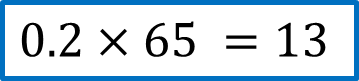 0.2 × 65 = 13